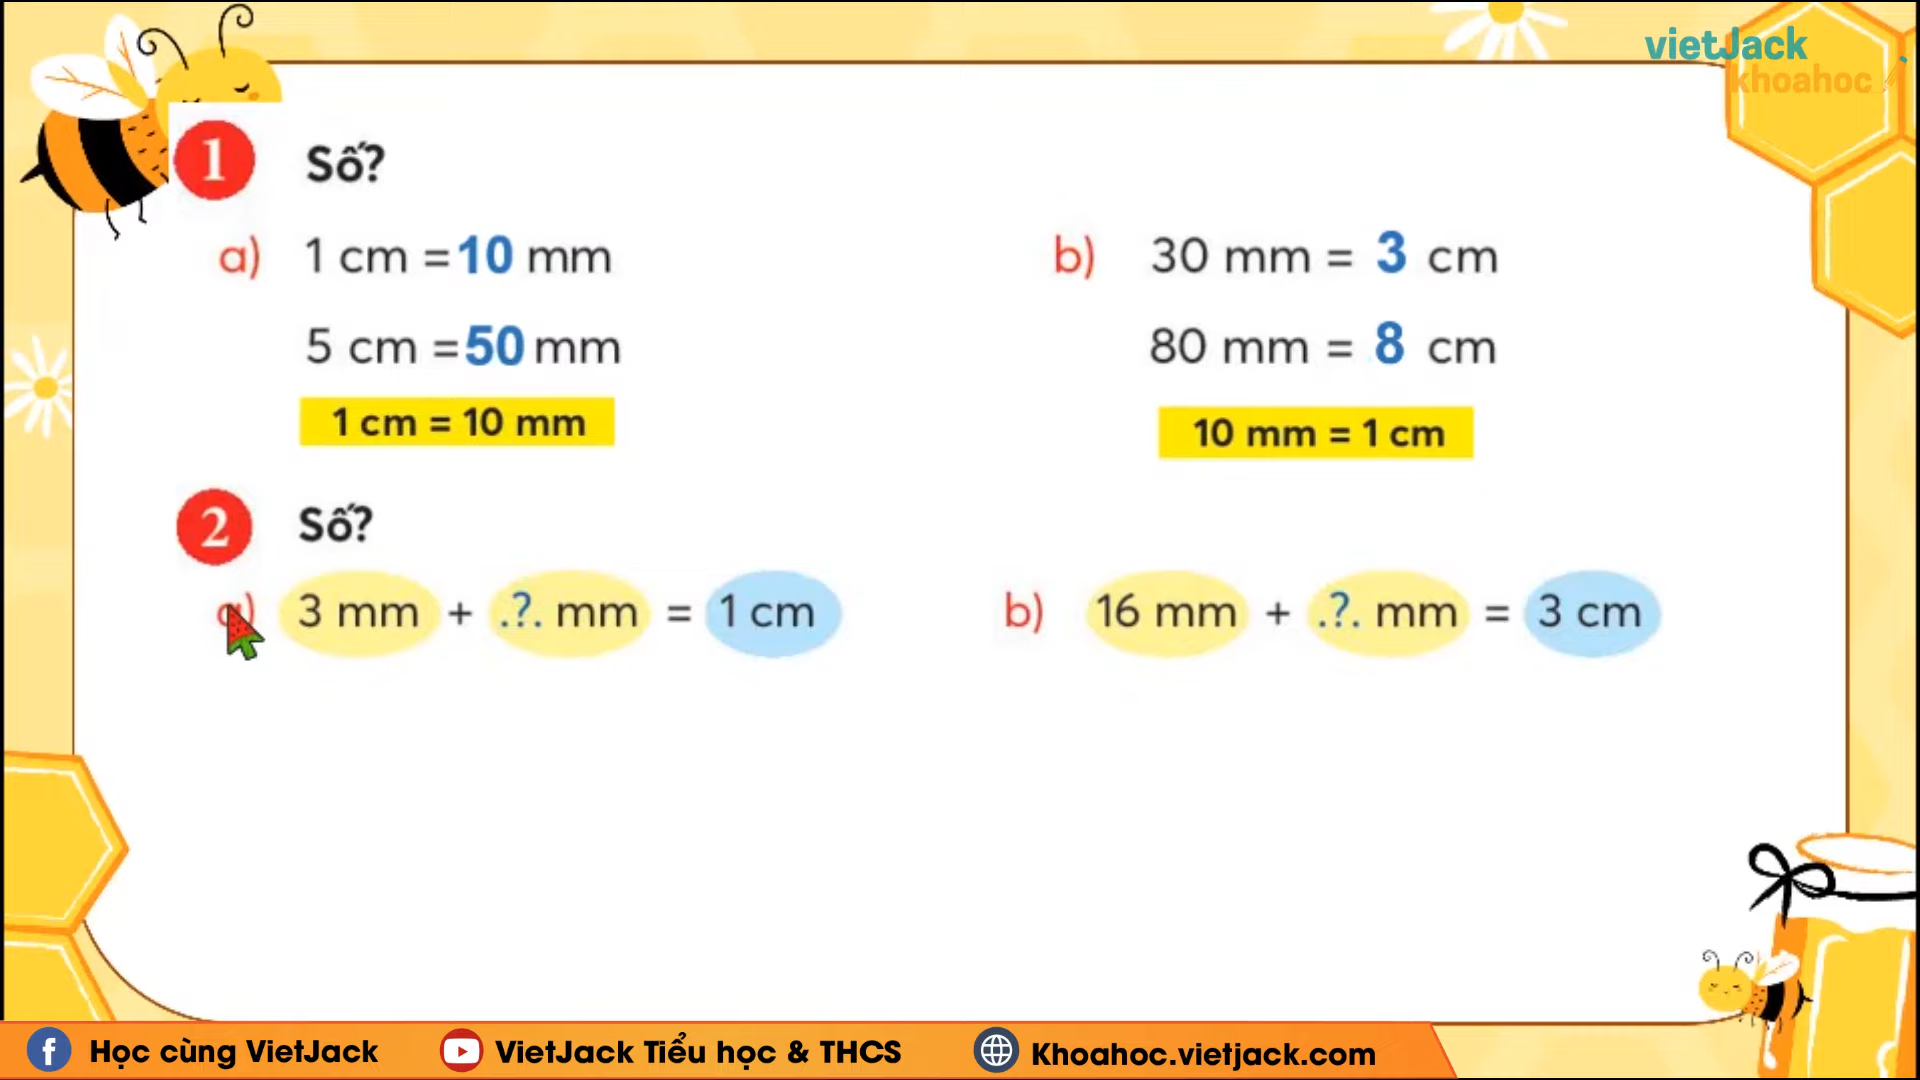 vietJack
khoahoc
1 Số?
a) 1 cm = 10 mm
5 cm = 50 mm
1 cm = 10 mm
b) 30 mm = 3 cm
80 mm = 8 cm
10 mm = 1 cm
2 Số?
a) 3 mm + .?. mm = 1 cm
b) 16 mm + .?. mm = 3 cm
Học cùng VietJack
VietJack Tiểu học & THCS
Khoahoc.vietjack.com